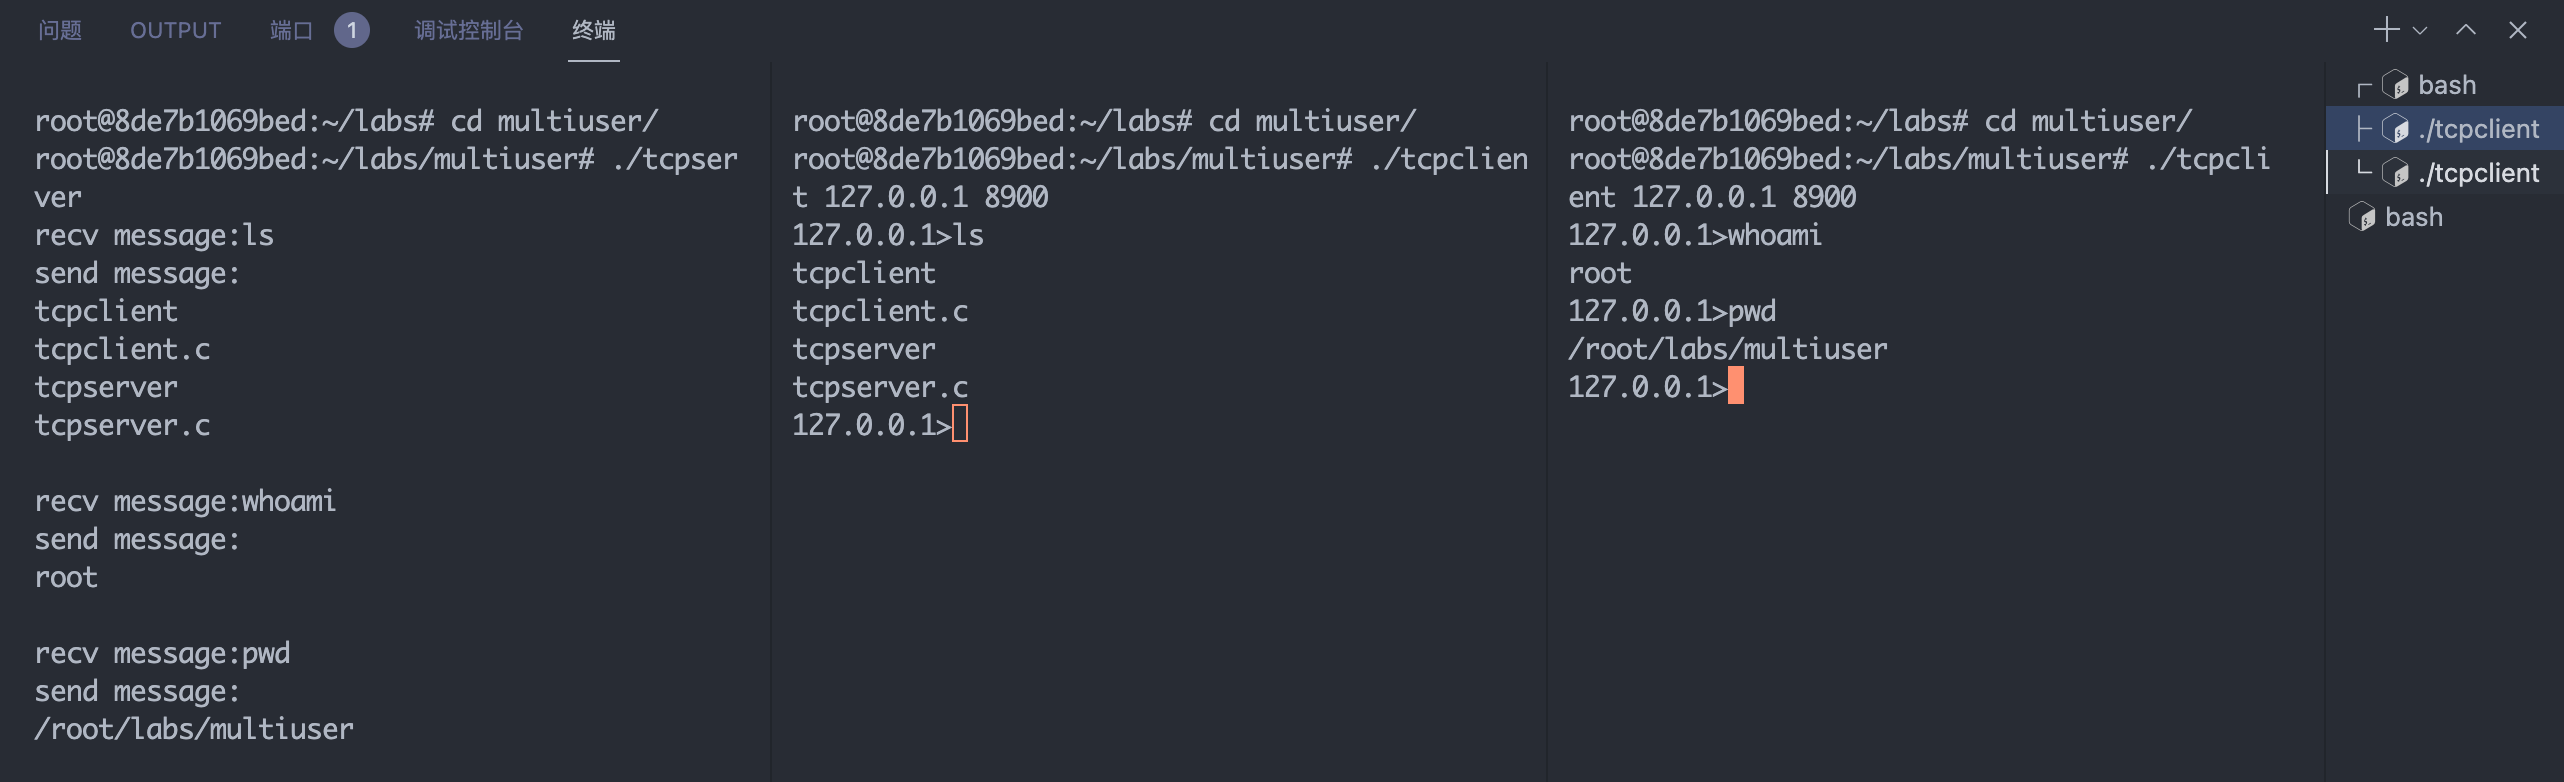 问题 OUTPUT 端口 1 调试控制台 终端
root@8de7b1069bed:~/labs# cd multiuser/
root@8de7b1069bed:~/labs/multiuser# ./tcpser
ver
recv message:ls
send message:
tcpclient
tcpclient.c
tcpserver
tcpserver.c
recv message:whoami
send message:
root
recv message:pwd
send message:
/root/labs/multiuser
root@8de7b1069bed:~/labs# cd multiuser/
root@8de7b1069bed:~/labs/multiuser# ./tcpclien
t 127.0.0.1 8900
127.0.0.1>ls
tcpclient
tcpclient.c
tcpserver
tcpserver.c
127.0.0.1>
root@8de7b1069bed:~/labs# cd multiuser/
root@8de7b1069bed:~/labs/multiuser# ./tcpcli
ent 127.0.0.1 8900
127.0.0.1>whoami
root
127.0.0.1>pwd
/root/labs/multiuser
127.0.0.1>
bash
./tcpclient
./tcpclient
bash